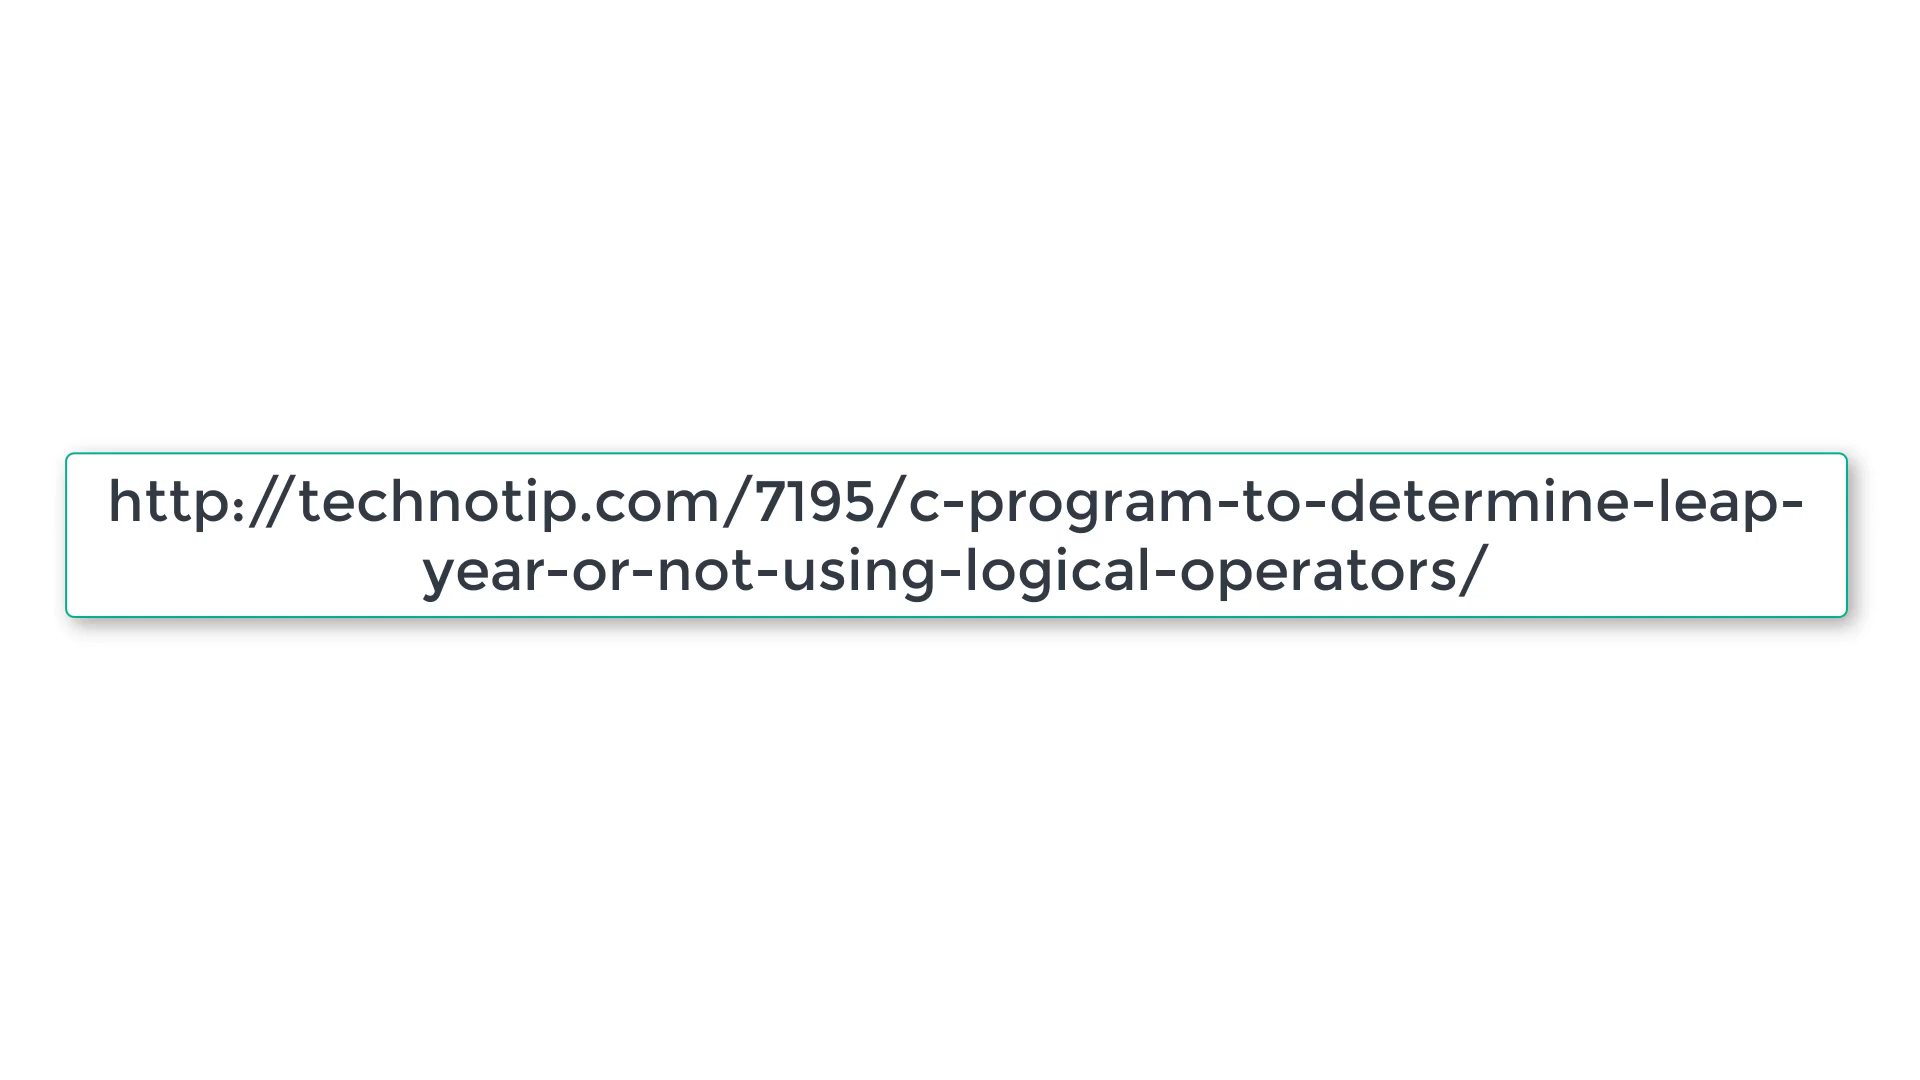 http://technotip.com/7195/c-program-to-determine-leap-
year-or-not-using-logical-operators/